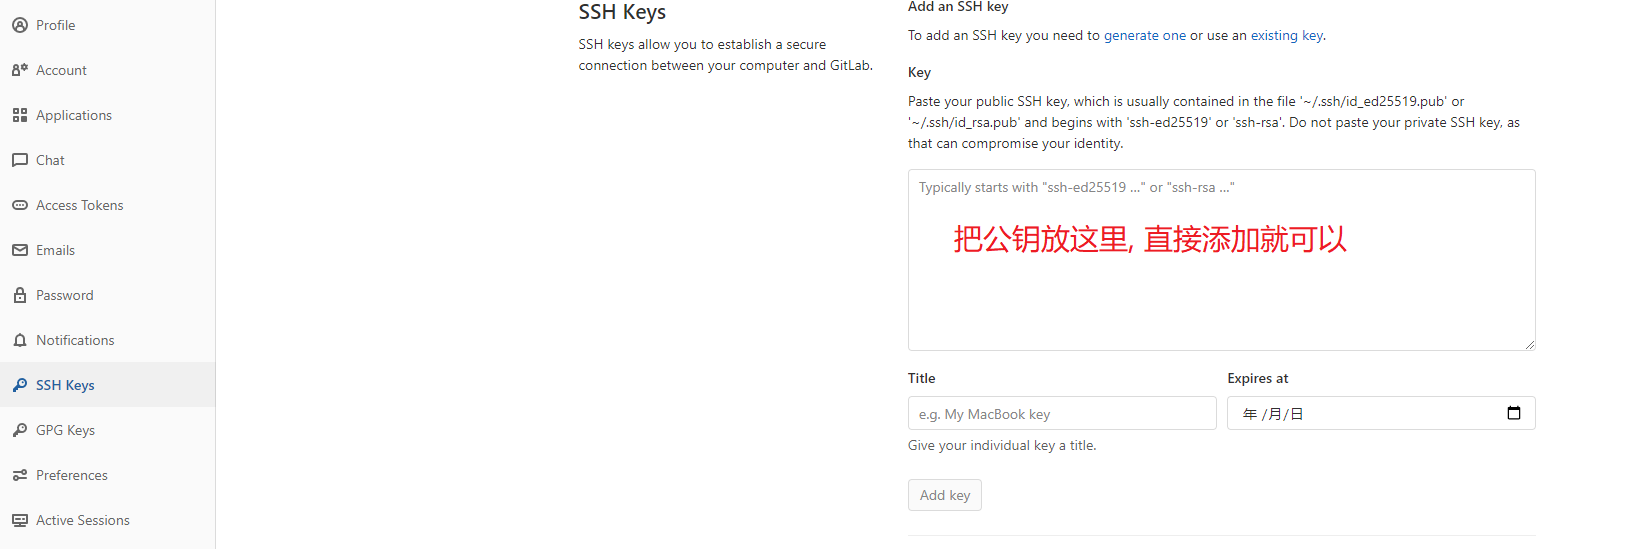 Profile
Account
Applications
Chat
Access Tokens
Emails
Password
Notifications
SSH Keys
GPG Keys
Preferences
Active Sessions
SSH Keys
SSH keys allow you to establish a secure
connection between your computer and GitLab.
Add an SSH key
To add an SSH key you need to generate one or use an existing key.
Key
Paste your public SSH key, which is usually contained in the file '~/.ssh/id_ed25519.pub' or
'~/.ssh/id_rsa.pub' and begins with 'ssh-ed25519' or 'ssh-rsa'. Do not paste your private SSH key, as
that can compromise your identity.
Typically starts with "ssh-ed25519 ..." or "ssh-rsa ..."
把公钥放这里, 直接添加就可以
Title
e.g. My MacBook key
Give your individual key a title.
Expires at
年 /月/日
Add key